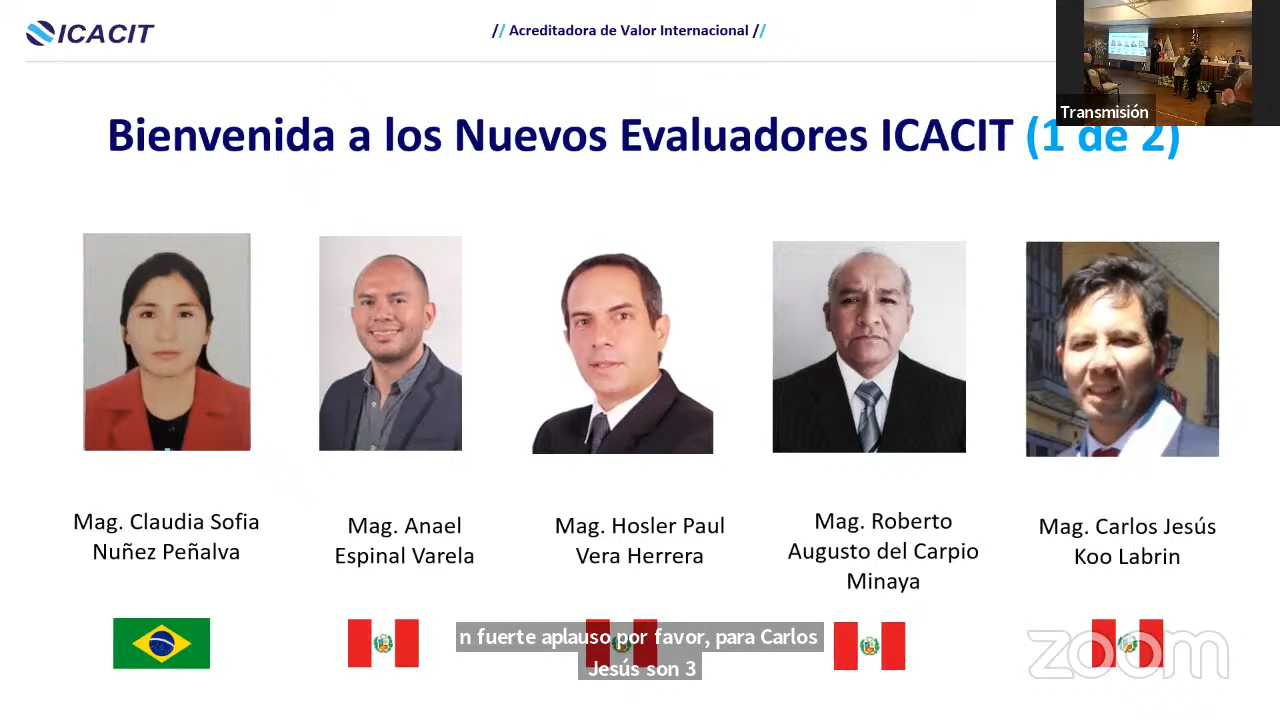 ICACIT
// Acreditadora de Valor Internacional //
Transmisión
Bienvenida a los Nuevos Evaluadores ICACIT (1 de 2)
Mag. Claudia Sofia
Nuñez Peñalva
Mag. Anael
Espinal Varela
Mag. Hosler Paul
Vera Herrera
Mag. Roberto
Augusto del Carpio
Minaya
Mag. Carlos Jesús
Koo Labrin
n fuerte aplauso por favor, para Carlos
Jesús son 3
zoom